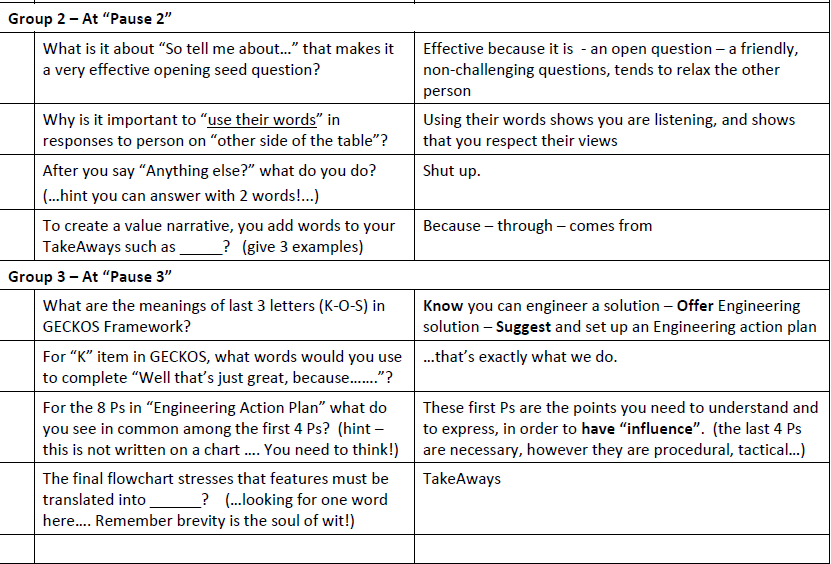 Group 2 – At “Pause 2”
What is it about “So tell me about…” that makes it
a very effective opening seed question?
Effective because it is  - an open question – a friendly,
non-challenging questions, tends to relax the other
person
Why is it important to “use their words” in
responses to person on “other side of the table”?
Using their words shows you are listening, and shows
that you respect their views
After you say “Anything else?” what do you do?
(…hint you can answer with 2 words!...)
Shut up.
To create a value narrative, you add words to your
TakeAways such as _____?   (give 3 examples)
Because – through – comes from
Group 3 – At “Pause 3”
What are the meanings of last 3 letters (K-O-S) in
GECKOS Framework?
Know you can engineer a solution – Offer Engineering
solution – Suggest and set up an Engineering action plan
For “K” item in GECKOS, what words would you use
to complete “Well that’s just great, because…….”?
…that’s exactly what we do.
For the 8 Ps in “Engineering Action Plan” what do
you see in common among the first 4 Ps?  (hint –
this is not written on a chart …. You need to think!)
These first Ps are the points you need to understand and
to express, in order to have “influence”.  (the last 4 Ps
are necessary, however they are procedural, tactical…)
The final flowchart stresses that features must be
translated into ______?   (…looking for one word
here…. Remember brevity is the soul of wit!)
TakeAways